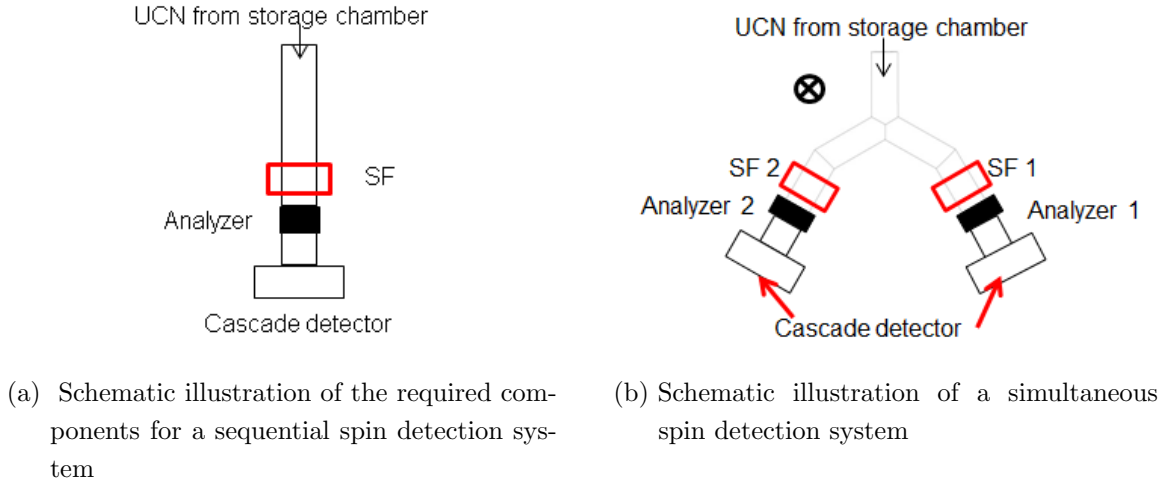 UCN from storage chamber
SF
Analyzer
Cascade detector
(a) Schematic illustration of the required com-
ponents for a sequential spin detection sys-
tem
UCN from storage chamber
SF 2
SF 1
Analyzer 2
Analyzer 1
Cascade detector
(b) Schematic illustration of a simultaneous
spin detection system